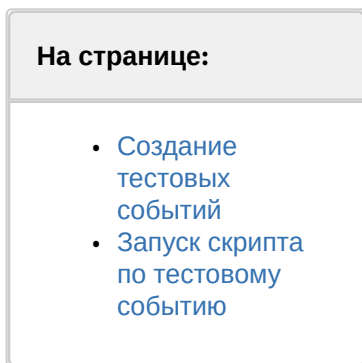 На странице:
• Создание
тестовых
событий
• Запуск скрипта
по тестовому
событию